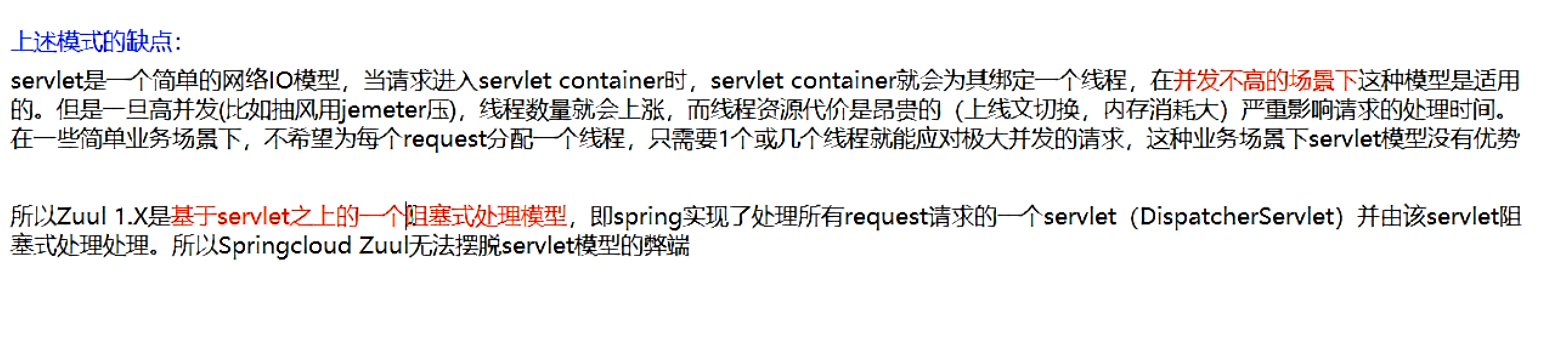 上述模式的缺点：
servlet是一个简单的网络IO模型，当请求进入servlet container时，servlet container就会为其绑定一个线程，在并发不高的场景下这种模型是适用
的。但是一旦高并发(比如抽风用jemeter压)，线程数量就会上涨，而线程资源代价是昂贵的（上线文切换，内存消耗大）严重影响请求的处理时间。
在一些简单业务场景下，不希望为每个request分配一个线程，只需要1个或几个线程就能应对极大并发的请求，这种业务场景下servlet模型没有优势
所以Zuul 1.X是基于servlet之上的一个阻塞式处理模型，即spring实现了处理所有request请求的一个servlet（DispatcherServlet）并由该servlet阻
塞式处理处理。所以Springcloud Zuul无法摆脱servlet模型的弊端